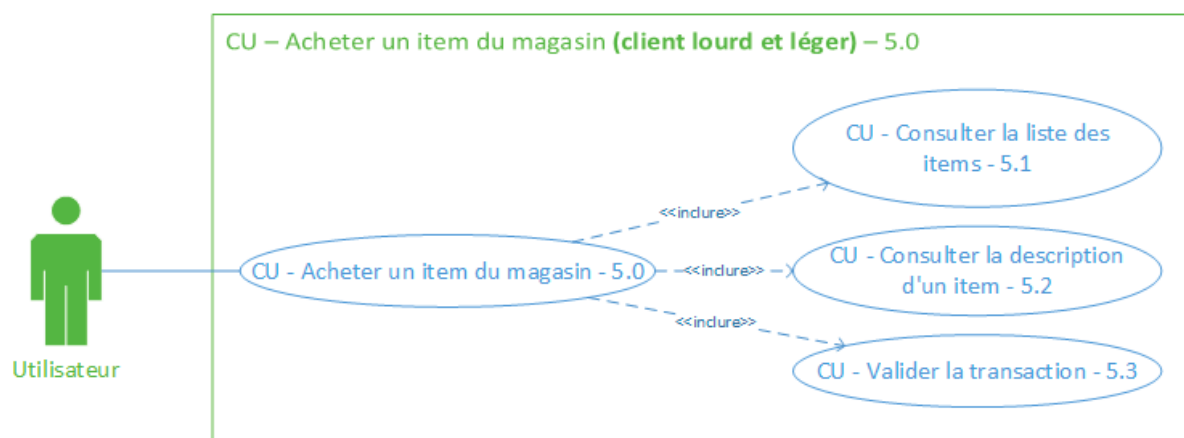 CU – Acheter un item du magasin (client lourd et léger) – 5.0
CU - Consulter la liste des
items - 5.1
<<inclure>>
CU - Acheter un item du magasin - 5.0
<<inclure>>
CU - Consulter la description
d'un item - 5.2
<<inclure>>
CU - Valider la transaction - 5.3
Utilisateur